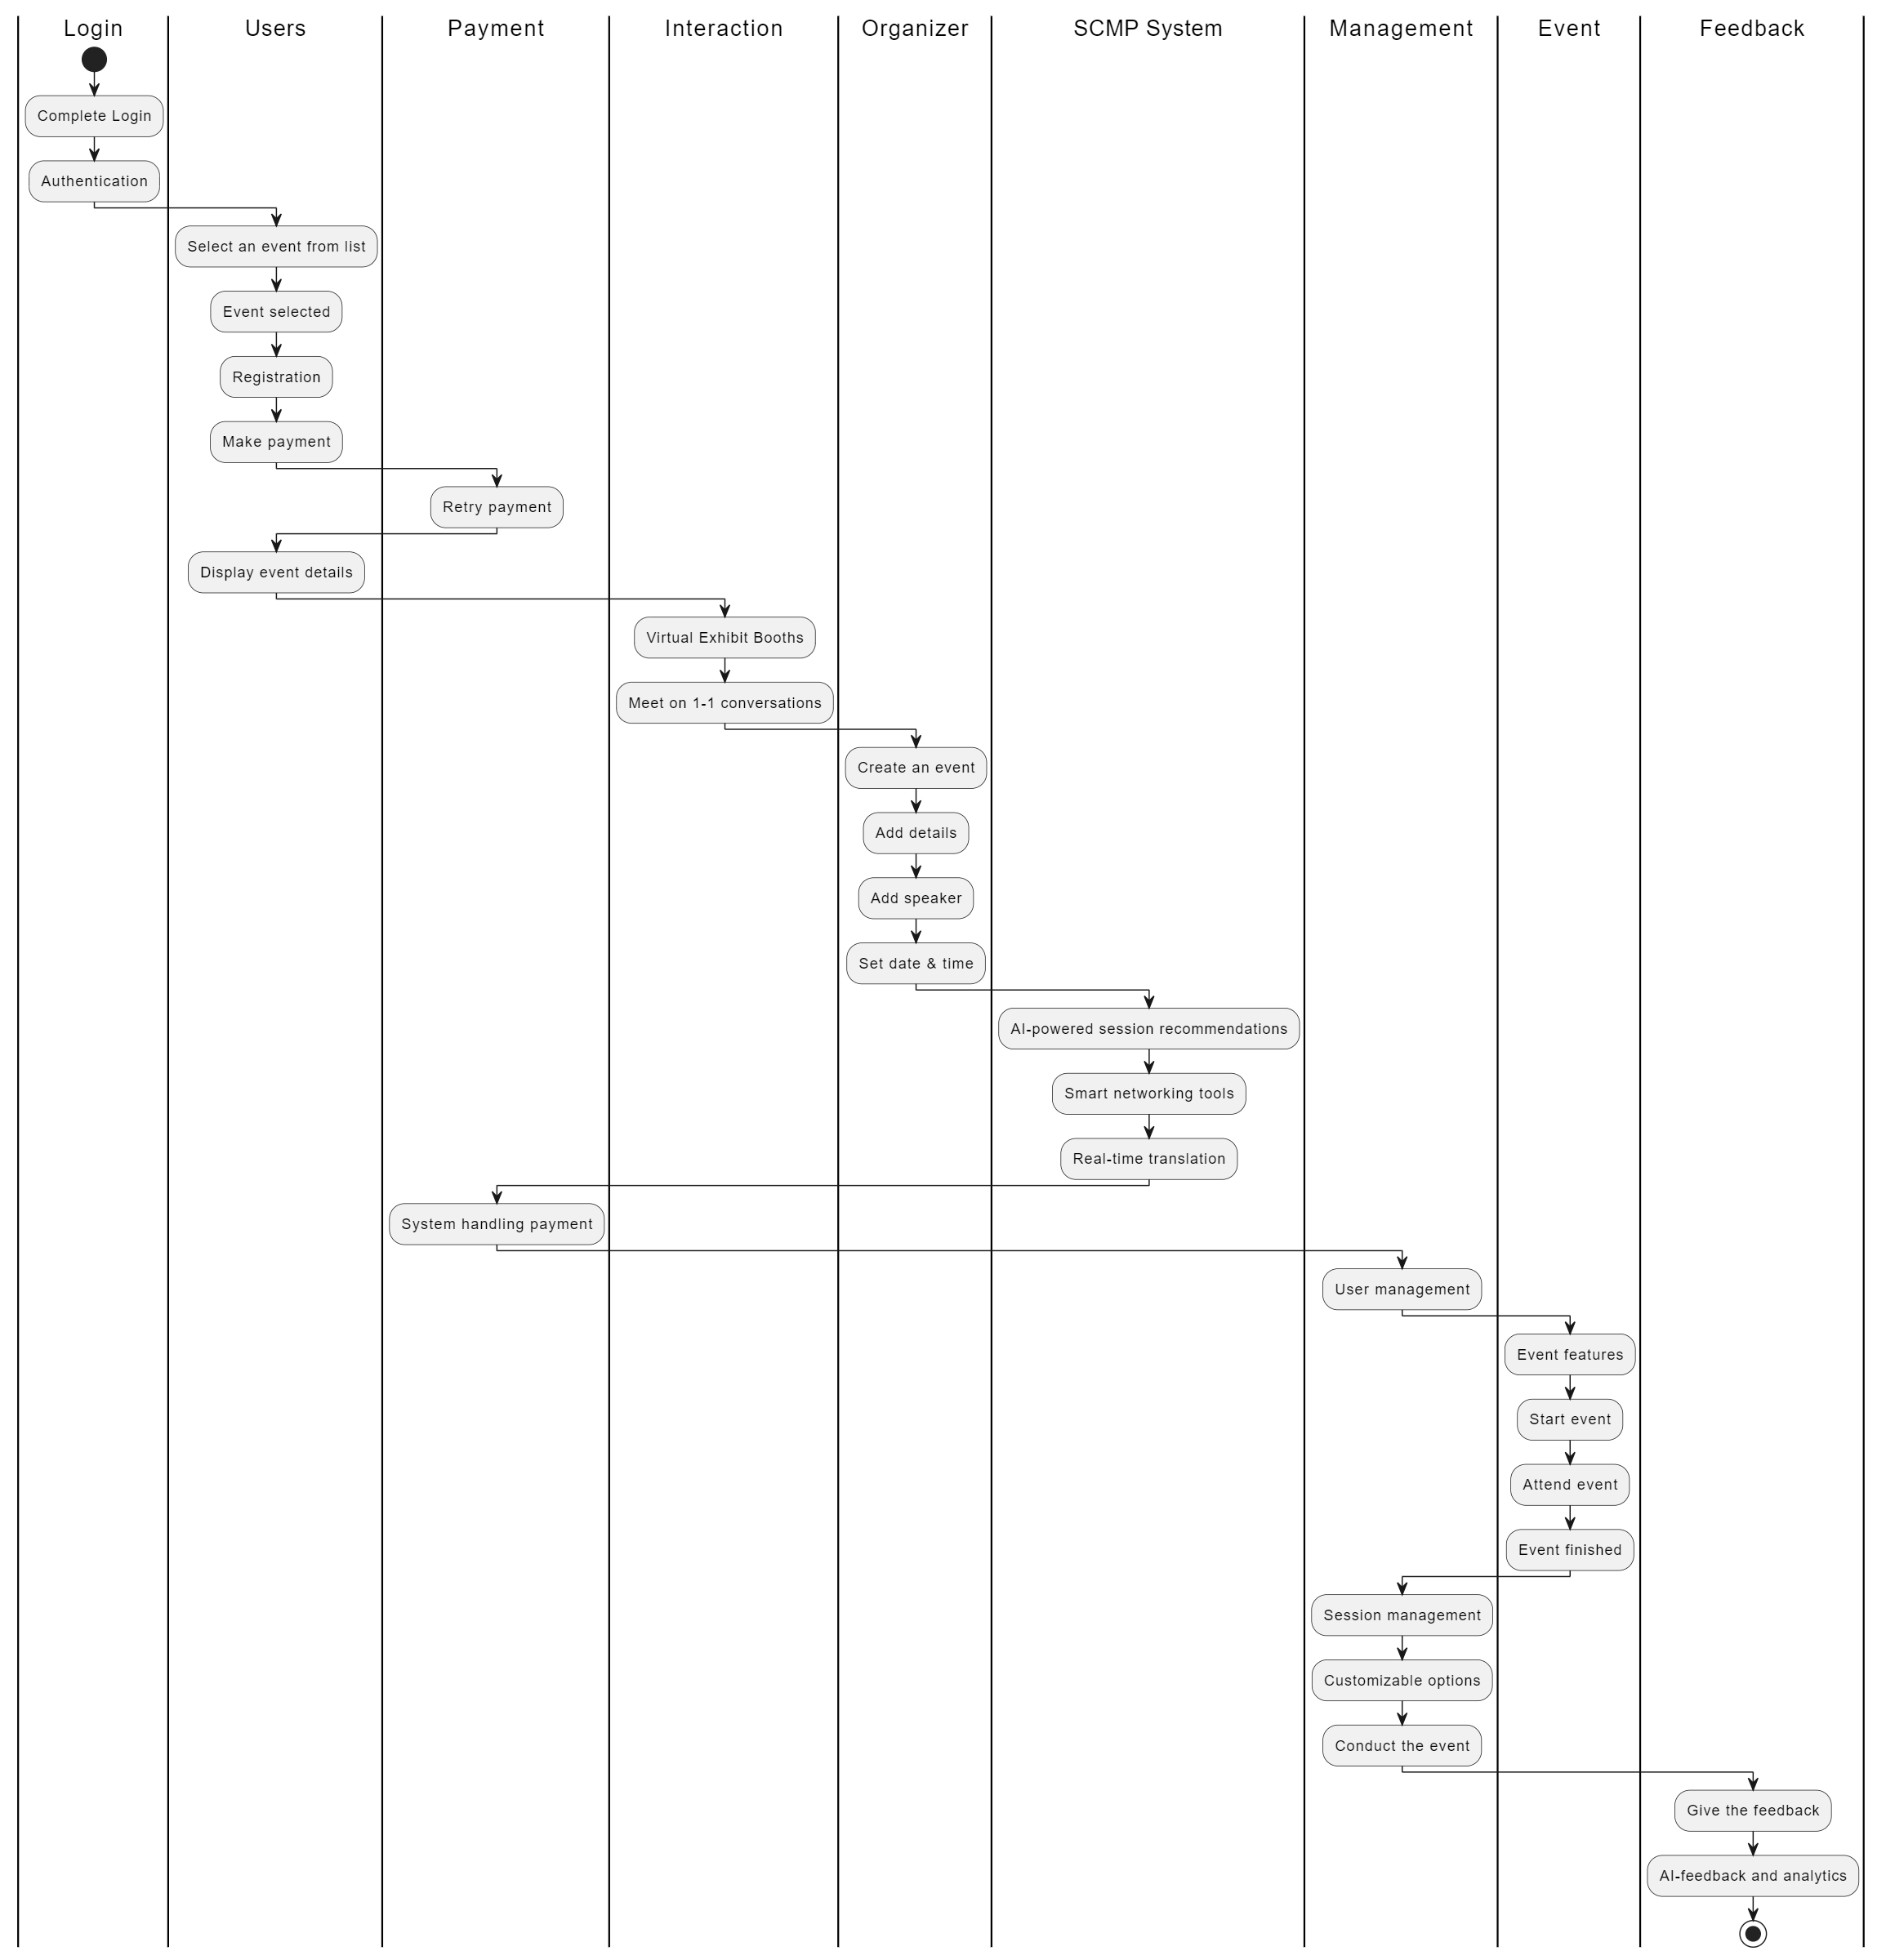 Login
Users
Payment
Interaction
Organizer
SCMP System
Management
Event
Feedback
Complete Login
Authentication
Select an event from list
Event selected
Registration
Make payment
Retry payment
Display event details
Virtual Exhibit Booths
Meet on 1-1 conversations
Create an event
Add details
Add speaker
Set date & time
AI-powered session recommendations
Smart networking tools
Real-time translation
System handling payment
User management
Event features
Start event
Attend event
Event finished
Session management
Customizable options
Conduct the event
Give the feedback
AI-feedback and analytics